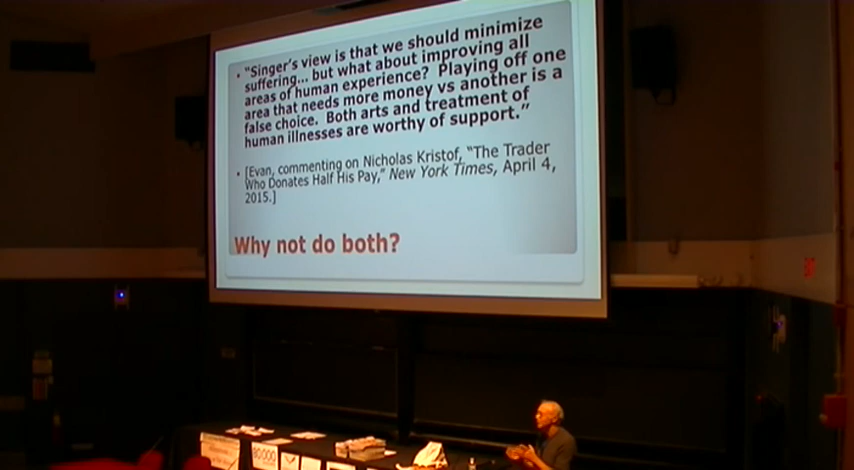 • "Singer's view is that we should minimize
suffering... but what about improving all
areas of human experience? Playing off one
area that needs more money vs another is a
false choice. Both arts and treatment of
human illnesses are worthy of support."
• [Evan, commenting on Nicholas Kristof, "The Trader
Who Donates Half His Pay," New York Times, April 4,
2015.]
Why not do both?
80,000